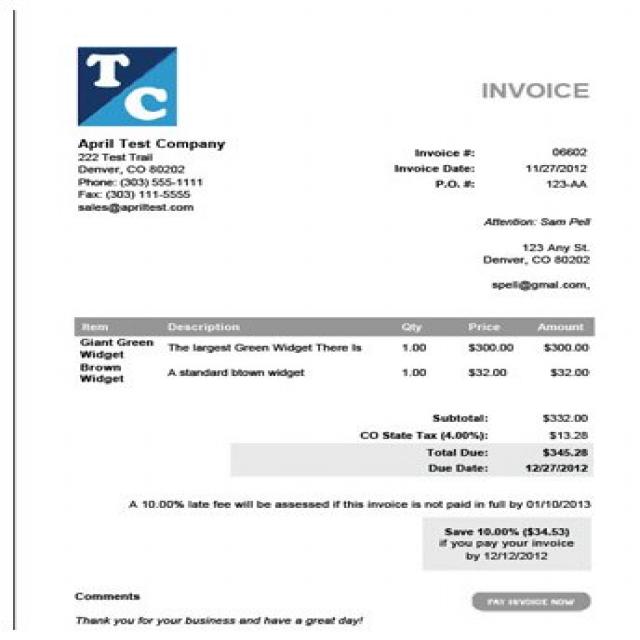 TC
INVOICE
April Test Company
222 Test Trail
Denver, CO 80202
Phone: (303) 555-1111
Fax: (303) 111-5555
sales@apriltest.com
Invoice #: 06602
Invoice Date: 11/27/2012
P.O. #: 123-AA
Attention: Sam Pell
123 Any St.
Denver, CO 80202
spell@gmal.com,
Item Description Qty Price Amount
Giant Green Widget The largest Green Widget There Is 1.00 $300.00 $300.00
Brown Widget A standard btown widget 1.00 $32.00 $32.00
Subtotal: $332.00
CO State Tax (4.00%): $13.28
Total Due: $345.28
Due Date: 12/27/2012
A 10.00% late fee will be assessed if this invoice is not paid in full by 01/10/2013
Save 10.00% ($34.53)
if you pay your invoice
by 12/12/2012
Comments
PAY INVOICE NOW
Thank you for your business and have a great day!